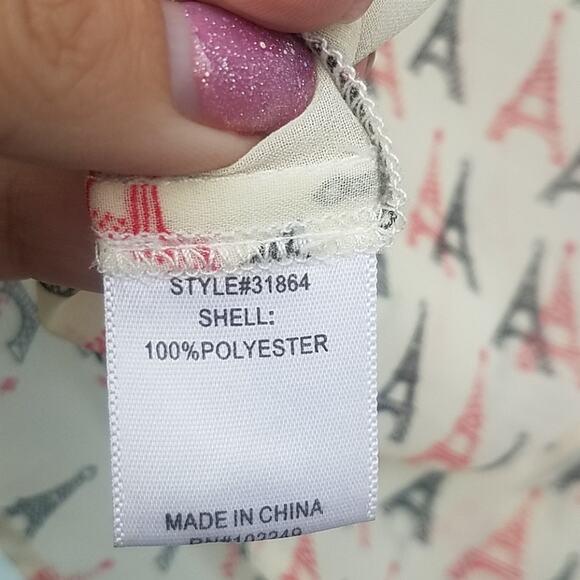 STYLE#31864
SHELL:
100%POLYESTER
MADE IN CHINA